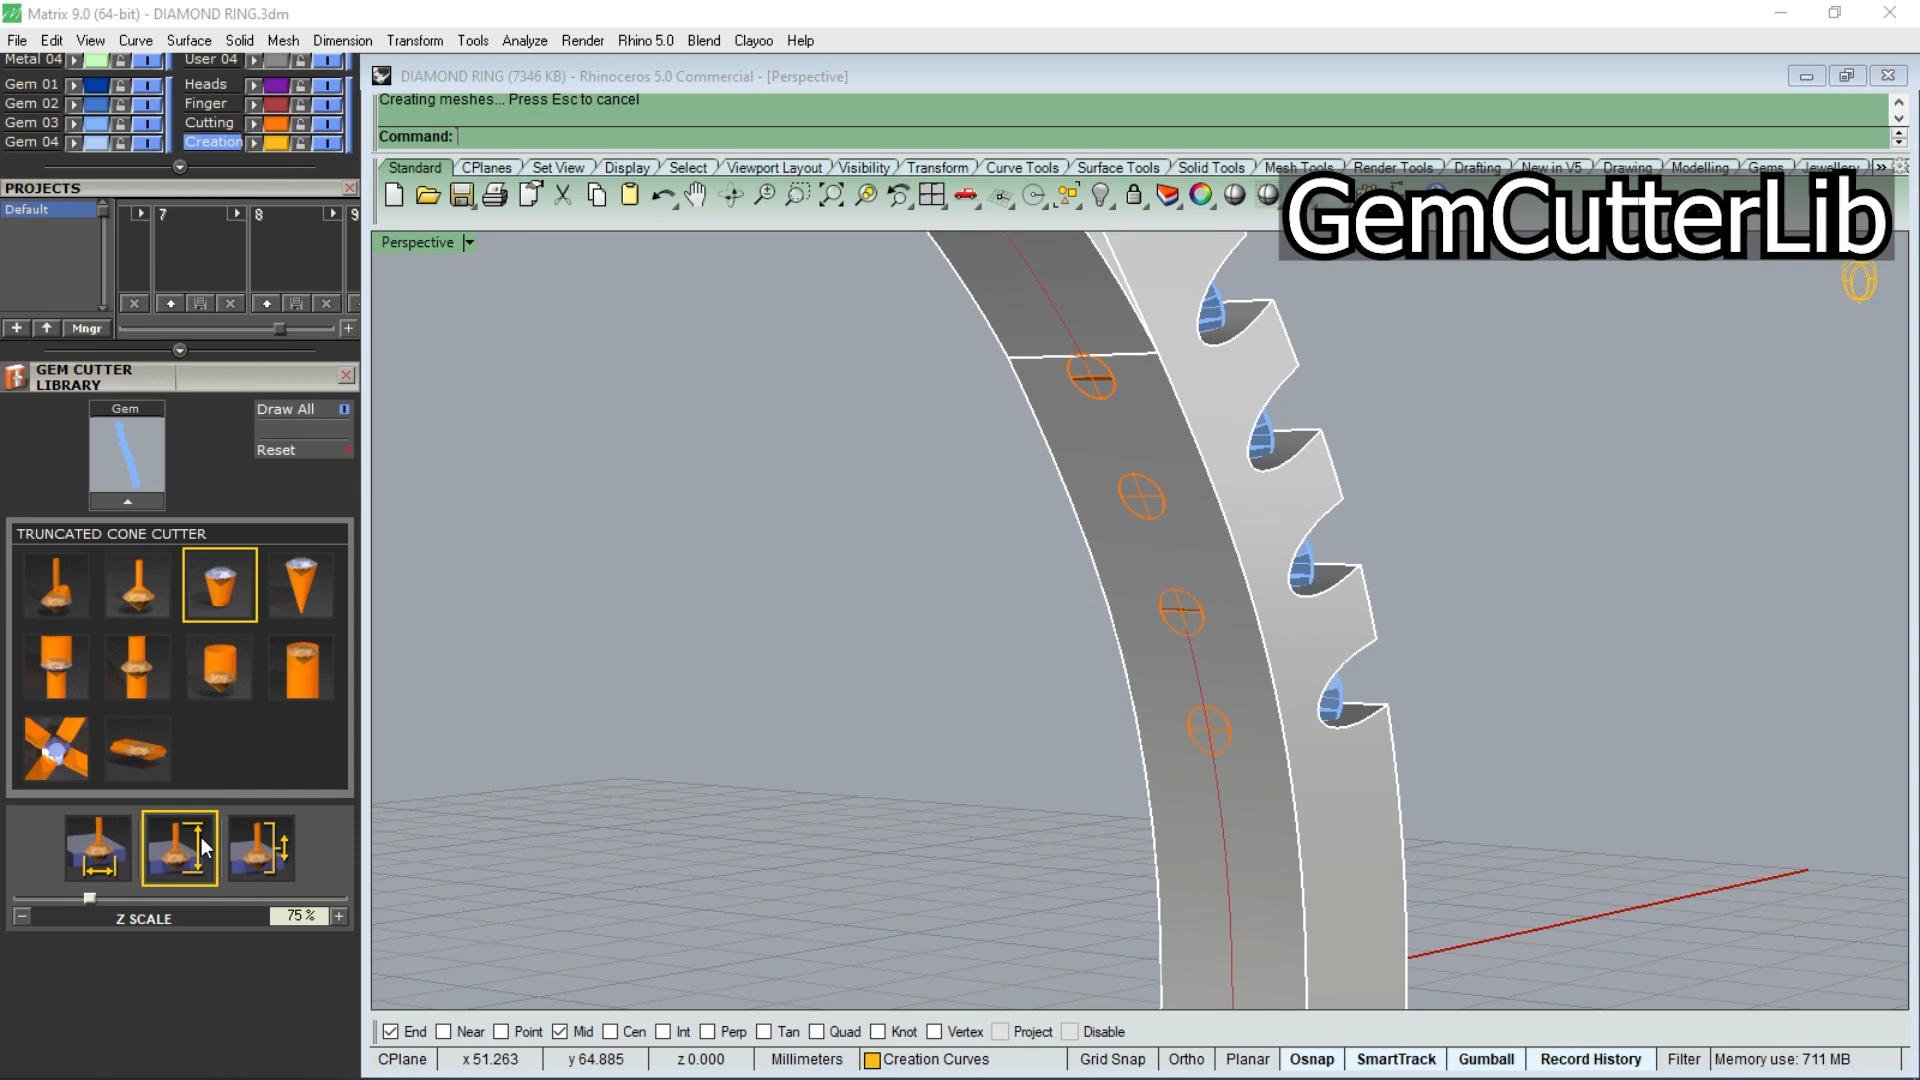 Matrix 9.0 (64-bit) - DIAMOND RING.3dm
File Edit View Curve Surface Solid Mesh Dimension Transform Tools Analyze Render Rhino 5.0 Blend Clayoo Help
Metal 04 User 04
Gem 01 Heads
Gem 02 Finger
Gem 03 Cutting
Gem 04 Creation
PROJECTS
Default
7 8 9
Mngr
GEM CUTTER
LIBRARY
Gem
Draw All
Reset
TRUNCATED CONE CUTTER
Z SCALE 75 %
DIAMOND RING (7346 KB) - Rhinoceros 5.0 Commercial - [Perspective]
Creating meshes... Press Esc to cancel
Command:
Standard CPlanes Set View Display Select Viewport Layout Visibility Transform Curve Tools Surface Tools Solid Tools Mesh Tools Render Tools Drafting New in V5 Drawing Modelling Gems Jewellery
GemCutterLib
Perspective
End Near Point Mid Cen Int Perp Tan Quad Knot Vertex Project Disable
CPlane x 51.263 y 64.885 z 0.000 Millimeters Creation Curves Grid Snap Ortho Planar Osnap SmartTrack Gumball Record History Filter Memory use: 711 MB